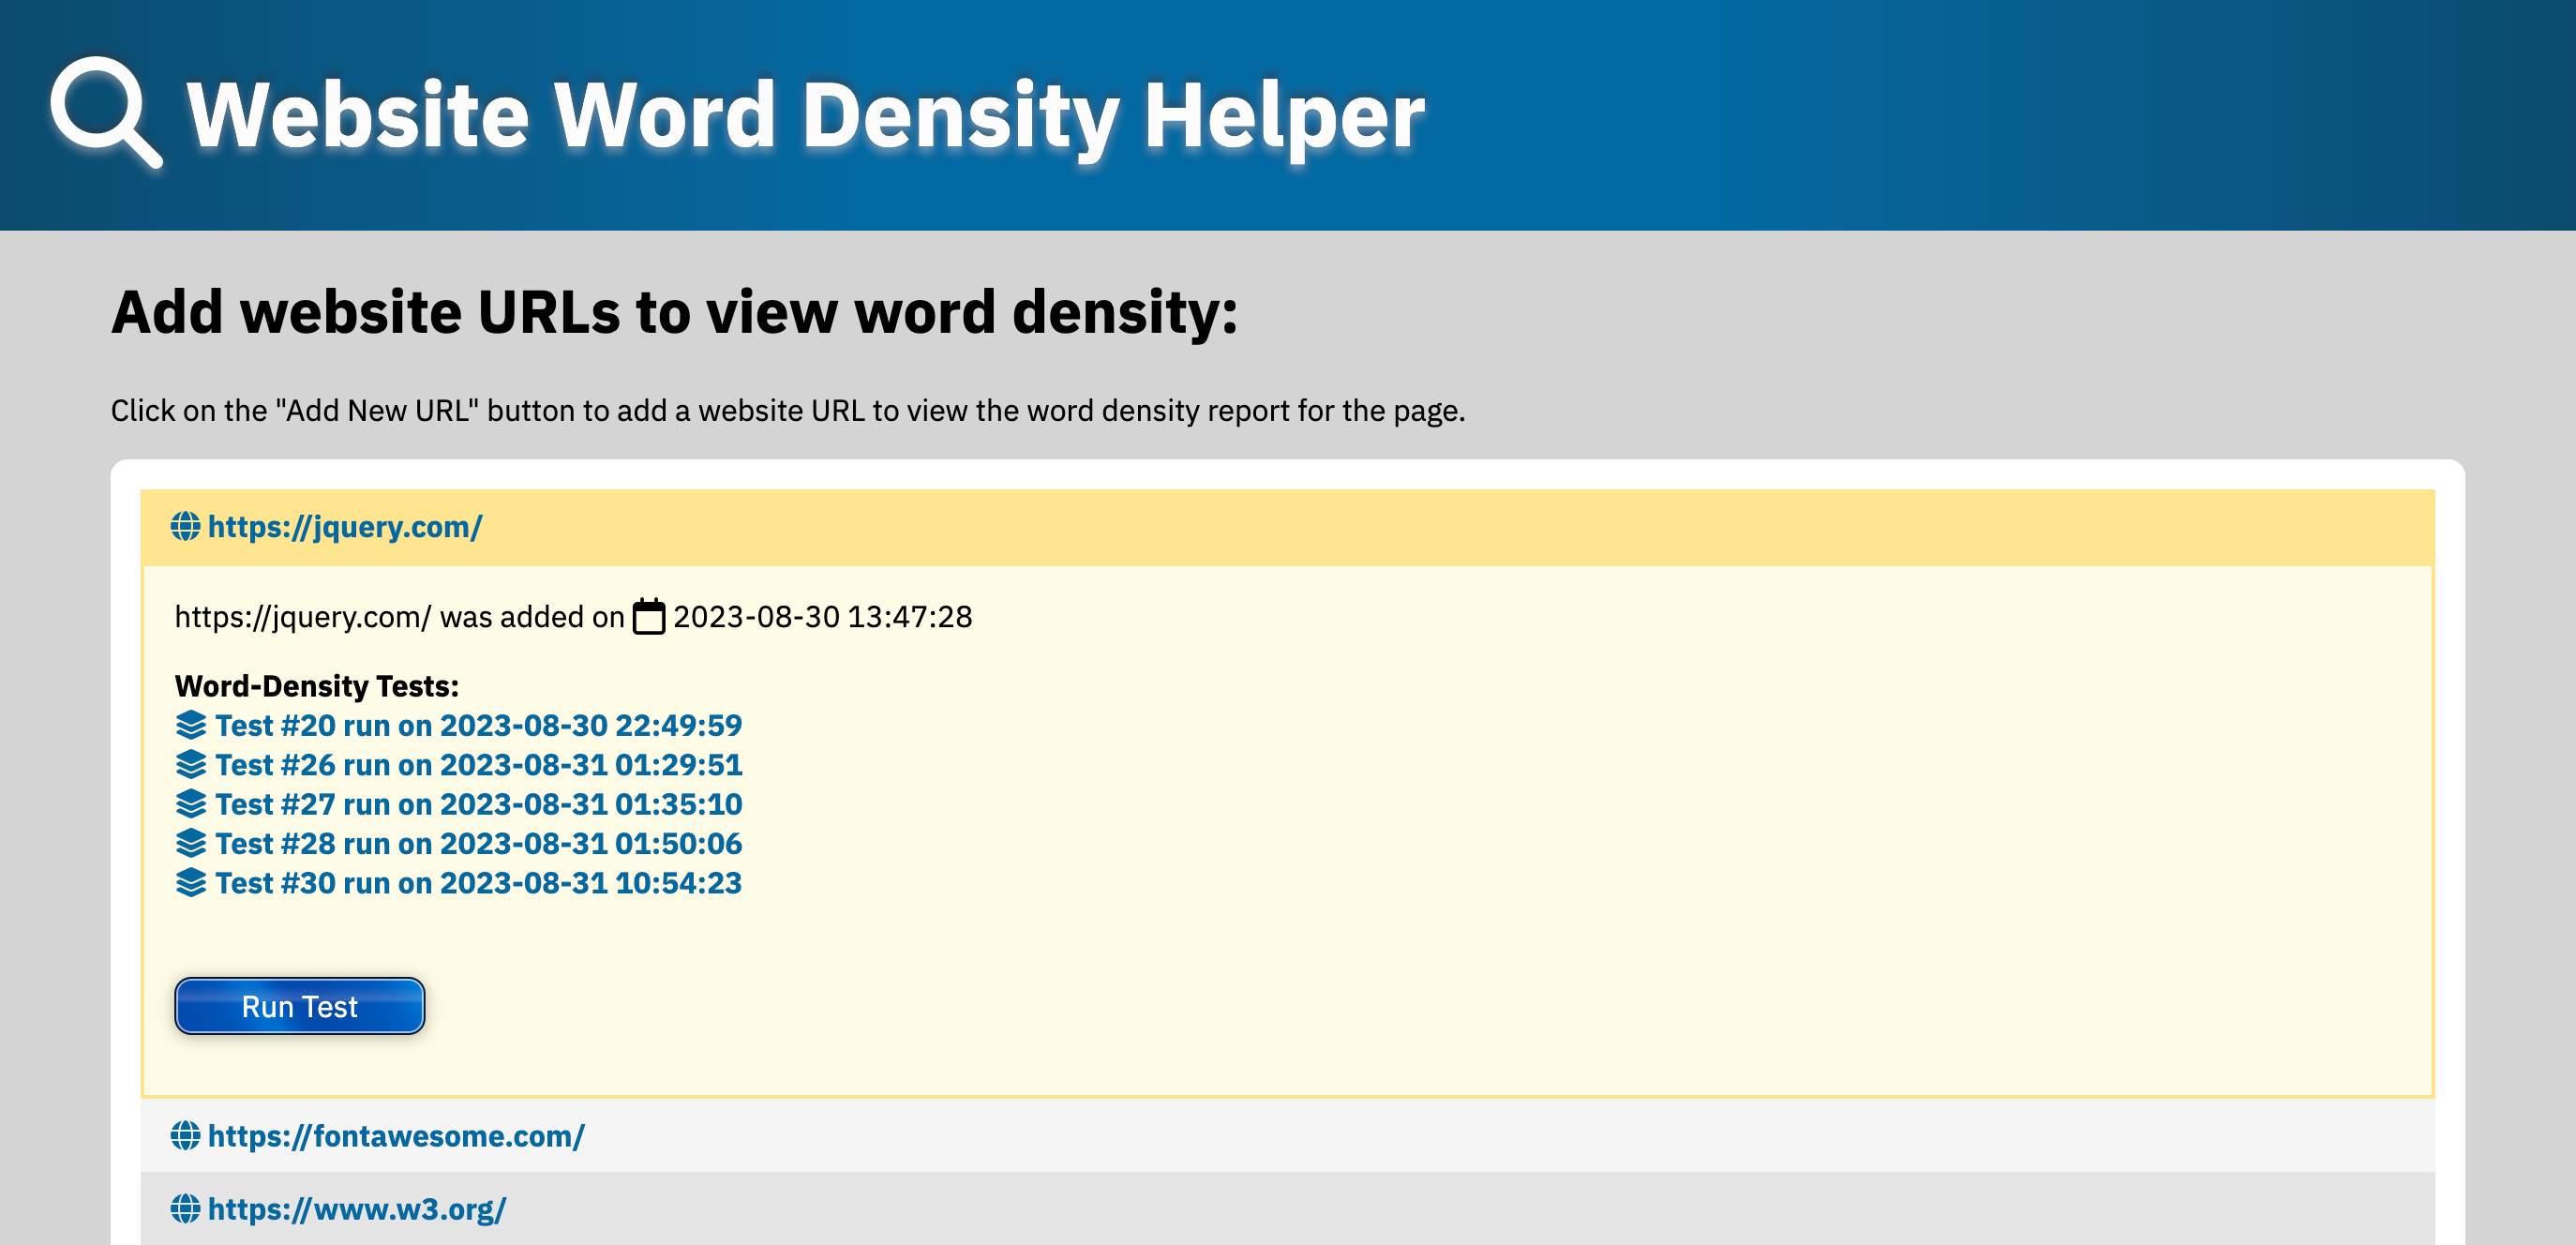 Website Word Density Helper
Add website URLs to view word density:
Click on the "Add New URL" button to add a website URL to view the word density report for the page.
https://jquery.com/
https://jquery.com/ was added on 2023-08-30 13:47:28
Word-Density Tests:
Test #20 run on 2023-08-30 22:49:59
Test #26 run on 2023-08-31 01:29:51
Test #27 run on 2023-08-31 01:35:10
Test #28 run on 2023-08-31 01:50:06
Test #30 run on 2023-08-31 10:54:23
Run Test
https://fontawesome.com/
https://www.w3.org/